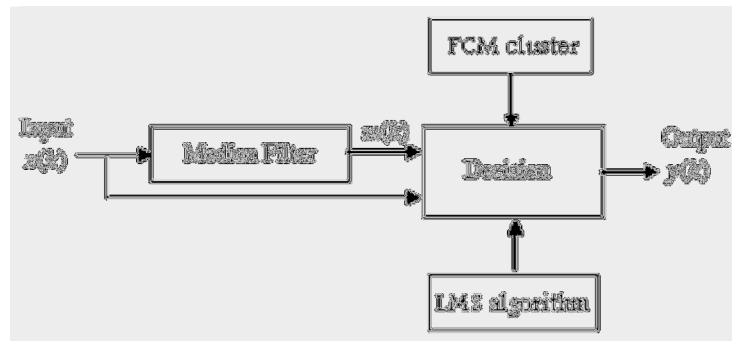 FCM cluster
Input
x(k)
Median Filter
m(k)
Decision
Output
y(k)
LMS algorithm